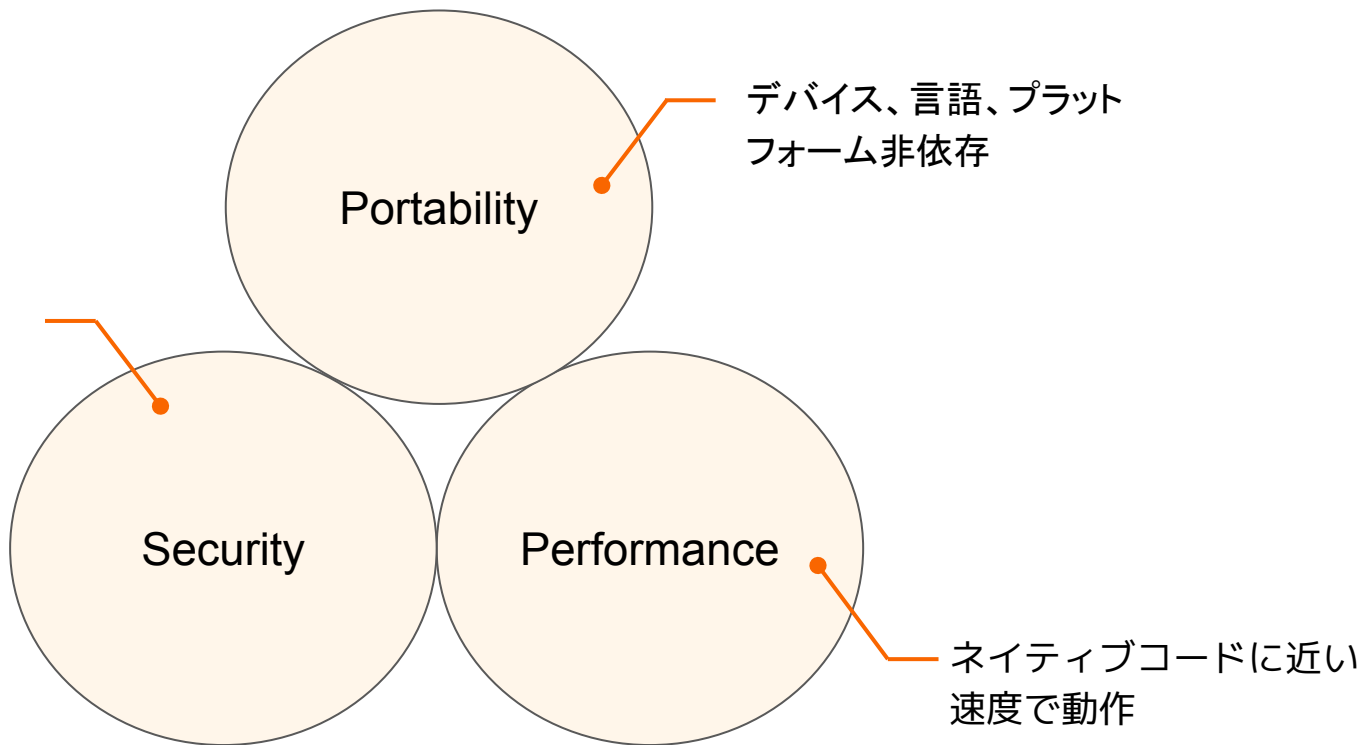 デバイス、言語、プラット
フォーム非依存
Portability
Security
Performance
ネイティブコードに近い
速度で動作